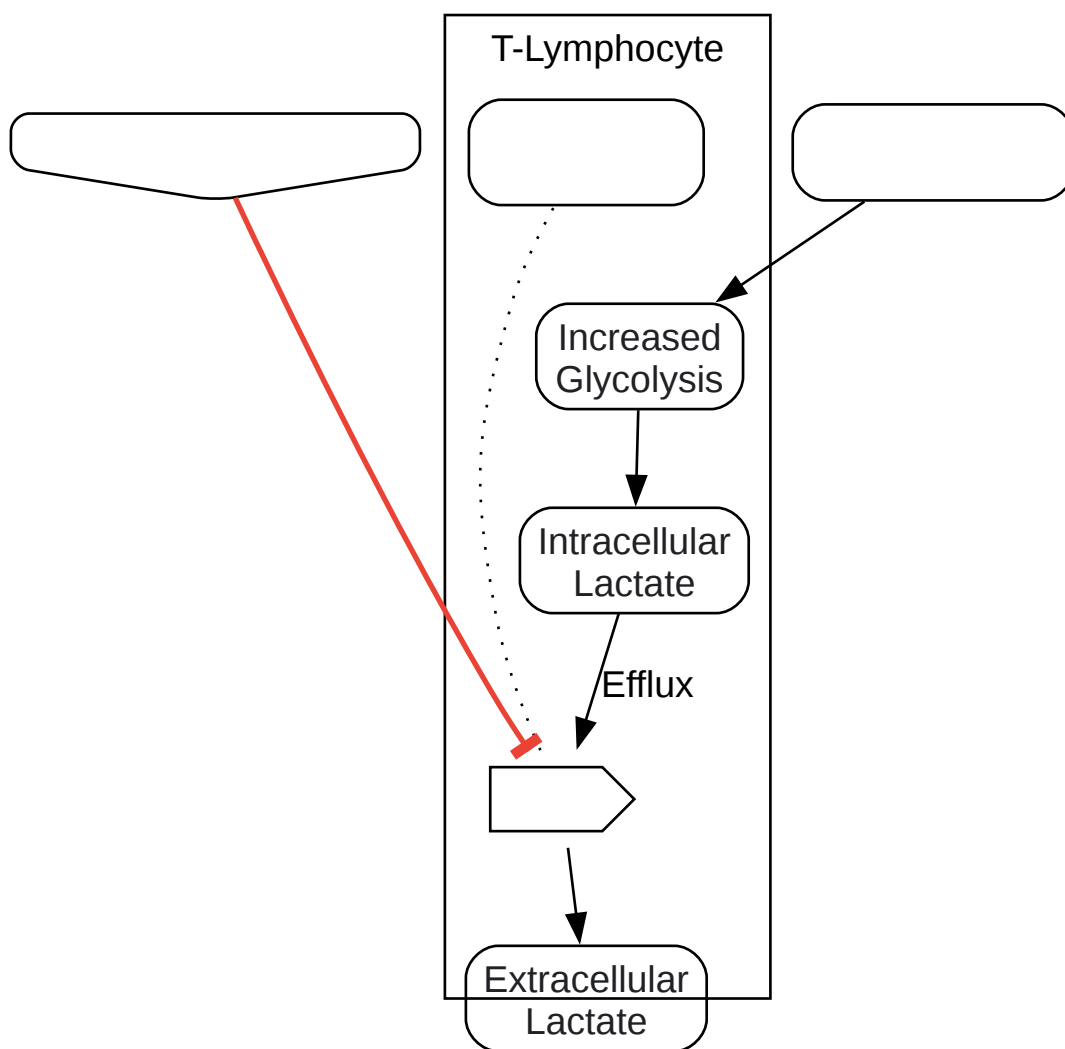 T-Lymphocyte
Increased
Glycolysis
Intracellular
Lactate
Efflux
Extracellular
Lactate